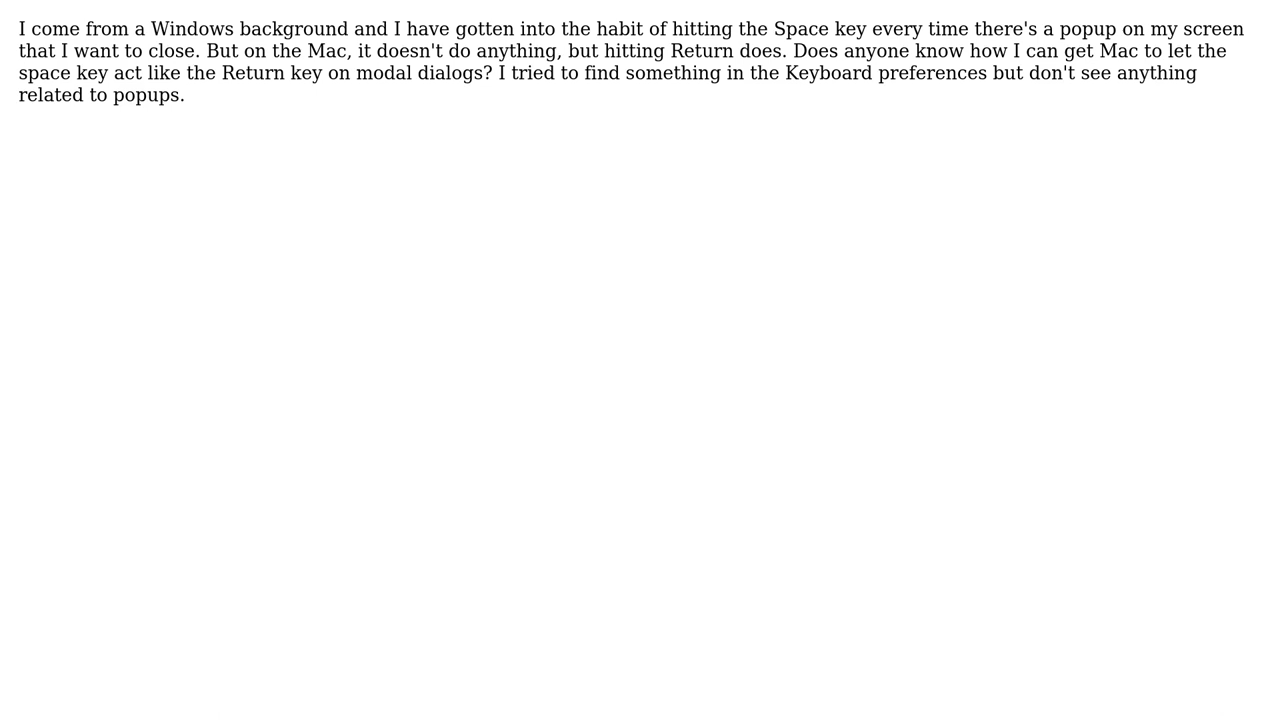 I come from a Windows background and I have gotten into the habit of hitting the Space key every time there's a popup on my screen
that I want to close. But on the Mac, it doesn't do anything, but hitting Return does. Does anyone know how I can get Mac to let the
space key act like the Return key on modal dialogs? I tried to find something in the Keyboard preferences but don't see anything
related to popups.